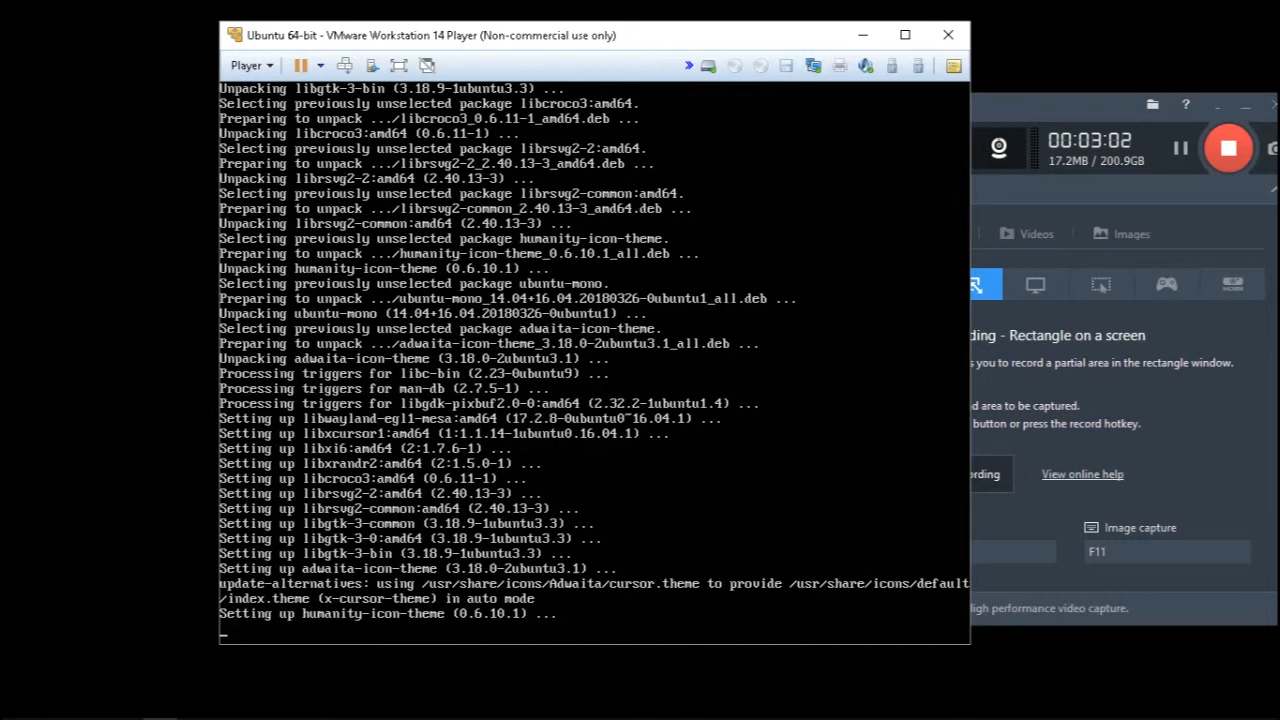 Ubuntu 64-bit - VMware Workstation 14 Player (Non-commercial use only)
Player
Unpacking libgtk-3-bin (3.18.9-1ubuntu3.3) ...
Selecting previously unselected package libcroco3:amd64.
Preparing to unpack .../libcroco3_0.6.11-1_amd64.deb ...
Unpacking libcroco3:amd64 (0.6.11-1) ...
Selecting previously unselected package librsvg2-2:amd64.
Preparing to unpack .../librsvg2-2_2.40.13-3_amd64.deb ...
Unpacking librsvg2-2:amd64 (2.40.13-3) ...
Selecting previously unselected package librsvg2-common:amd64.
Preparing to unpack .../librsvg2-common_2.40.13-3_amd64.deb ...
Unpacking librsvg2-common:amd64 (2.40.13-3) ...
Selecting previously unselected package humanity-icon-theme.
Preparing to unpack .../humanity-icon-theme_0.6.10.1_all.deb ...
Unpacking humanity-icon-theme (0.6.10.1) ...
Selecting previously unselected package ubuntu-mono.
Preparing to unpack .../ubuntu-mono_14.04+16.04.20180326-0ubuntu1_all.deb ...
Unpacking ubuntu-mono (14.04+16.04.20180326-0ubuntu1) ...
Selecting previously unselected package adwaita-icon-theme.
Preparing to unpack .../adwaita-icon-theme_3.18.0-2ubuntu3.1_all.deb ...
Unpacking adwaita-icon-theme (3.18.0-2ubuntu3.1) ...
Processing triggers for libc-bin (2.23-0ubuntu9) ...
Processing triggers for man-db (2.7.5-1) ...
Processing triggers for libgdk-pixbuf2.0-0:amd64 (2.32.2-1ubuntu1.4) ...
Setting up libwayland-egl1-mesa:amd64 (17.2.8-0ubuntu0~16.04.1) ...
Setting up libxcursor1:amd64 (1:1.1.14-1ubuntu0.16.04.1) ...
Setting up libxi6:amd64 (2:1.7.6-1) ...
Setting up libxrandr2:amd64 (2:1.5.0-1) ...
Setting up libcroco3:amd64 (0.6.11-1) ...
Setting up librsvg2-2:amd64 (2.40.13-3) ...
Setting up librsvg2-common:amd64 (2.40.13-3) ...
Setting up libgtk-3-common (3.18.9-1ubuntu3.3) ...
Setting up libgtk-3-0:amd64 (3.18.9-1ubuntu3.3) ...
Setting up libgtk-3-bin (3.18.9-1ubuntu3.3) ...
Setting up adwaita-icon-theme (3.18.0-2ubuntu3.1) ...
update-alternatives: using /usr/share/icons/Adwaita/cursor.theme to provide /usr/share/icons/default
/index.theme (x-cursor-theme) in auto mode
Setting up humanity-icon-theme (0.6.10.1) ...
00:03:02
17.2MB / 200.9GB
Videos
Images
ding - Rectangle on a screen
s you to record a partial area in the rectangle window.
d area to be captured.
button or press the record hotkey.
ording
View online help
Image capture
F11
igh performance video capture.